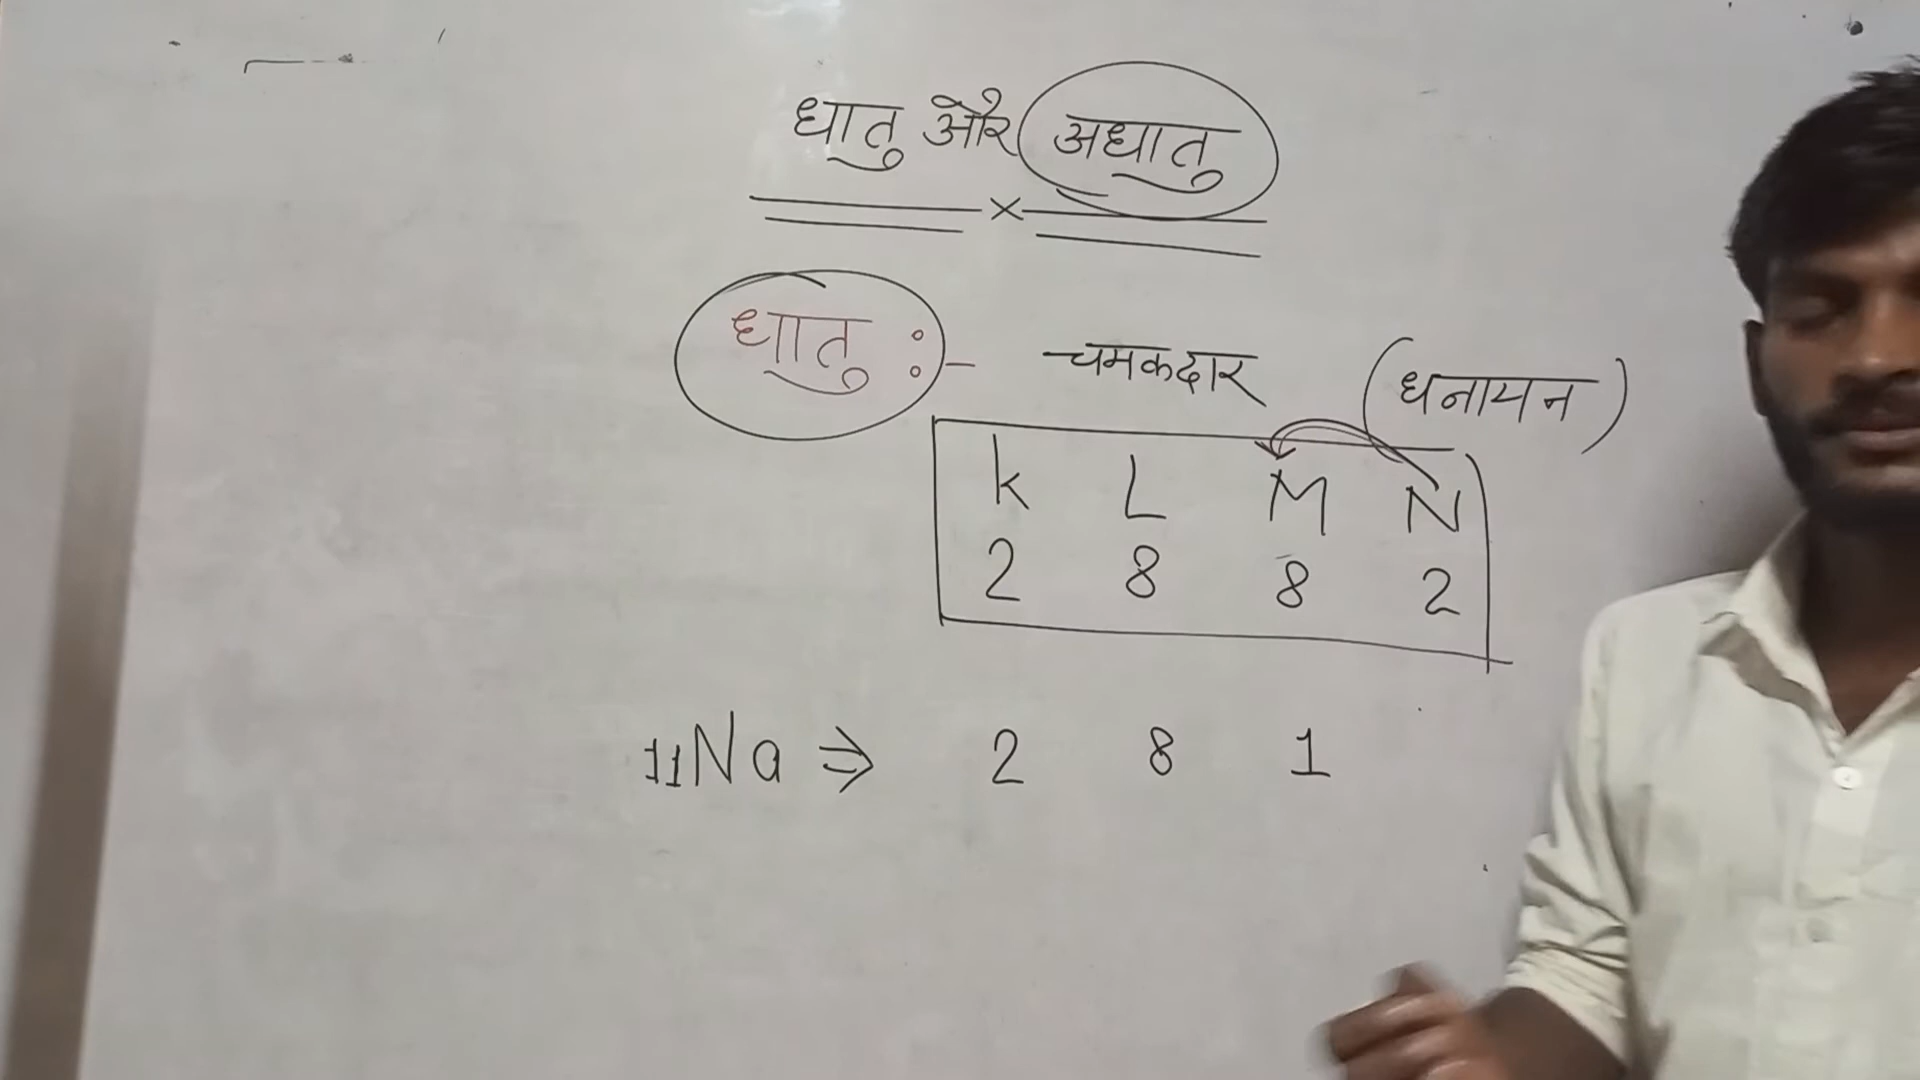 धातु और अधातु
×
धातु :- चमकदार (धनायन)
K L M N
2 8 8 2
11Na ⇒ 2 8 1